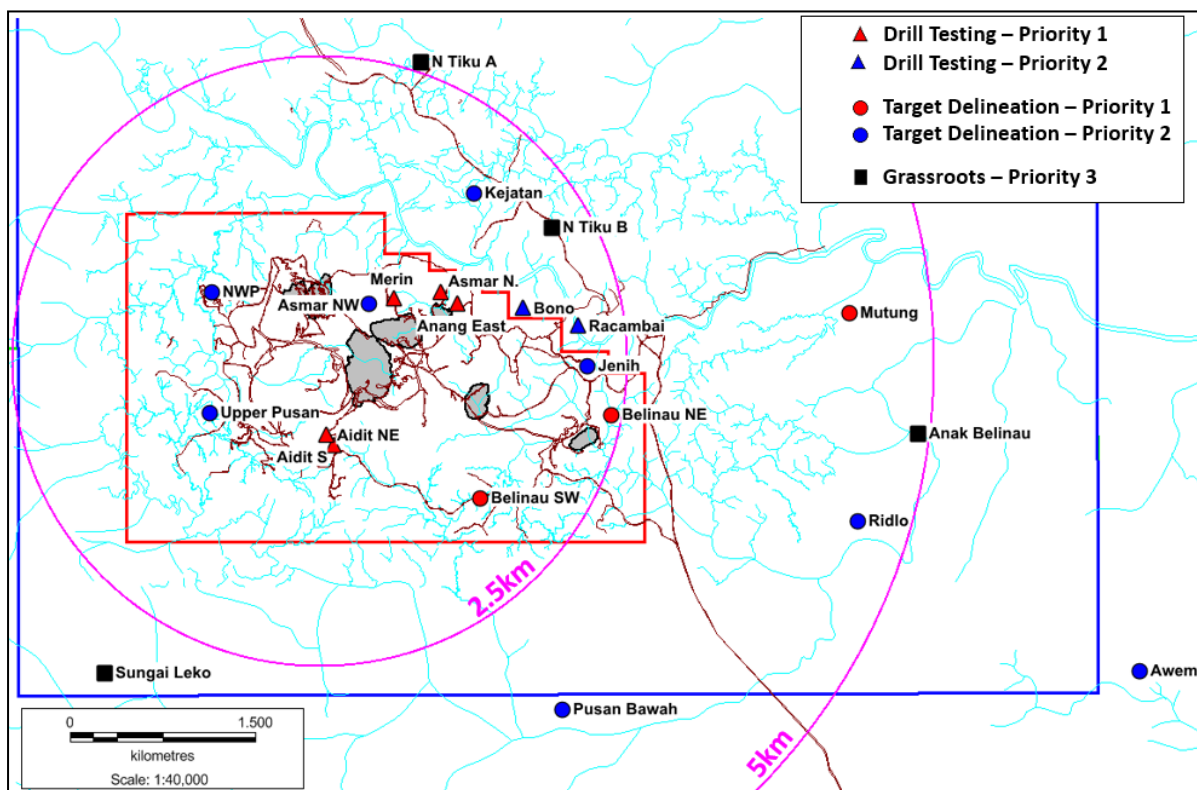 Drill Testing – Priority 1
Drill Testing – Priority 2
Target Delineation – Priority 1
Target Delineation – Priority 2
Grassroots – Priority 3
N Tiku A
Kejatan
N Tiku B
NWP
Merin
Asmar N.
Asmar NW
Bono
Mutung
Anang East
Racambai
Jenih
Upper Pusan
Belinau NE
Aidit NE
Anak Belinau
Aidit S
Belinau SW
Ridlo
2.5km
Sungai Leko
Awem
Pusan Bawah
5km
0 1.500
kilometres
Scale: 1:40,000